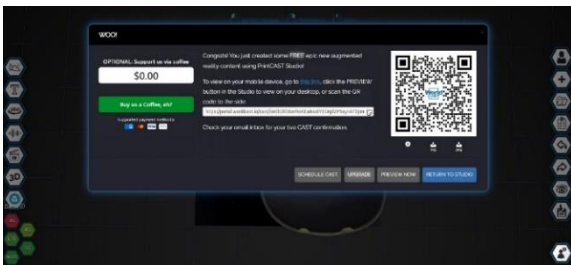 WOO!
OPTIONAL: Support us via coffee
$0.00
Buy us a Coffee, eh?
Supported payment methods
Congrats! You just created some FREE epic new augmented
reality content using PrintCAST Studio!
To view on your mobile device, go to this link, click the PREVIEW
button in the Studio to view on your desktop, or scan the QR
code to the side.
Check your email inbox for your live CAST confirmation.
World
SCHEDULE CAST
UPGRADE
PREVIEW NOW
RETURN TO STUDIO
3D